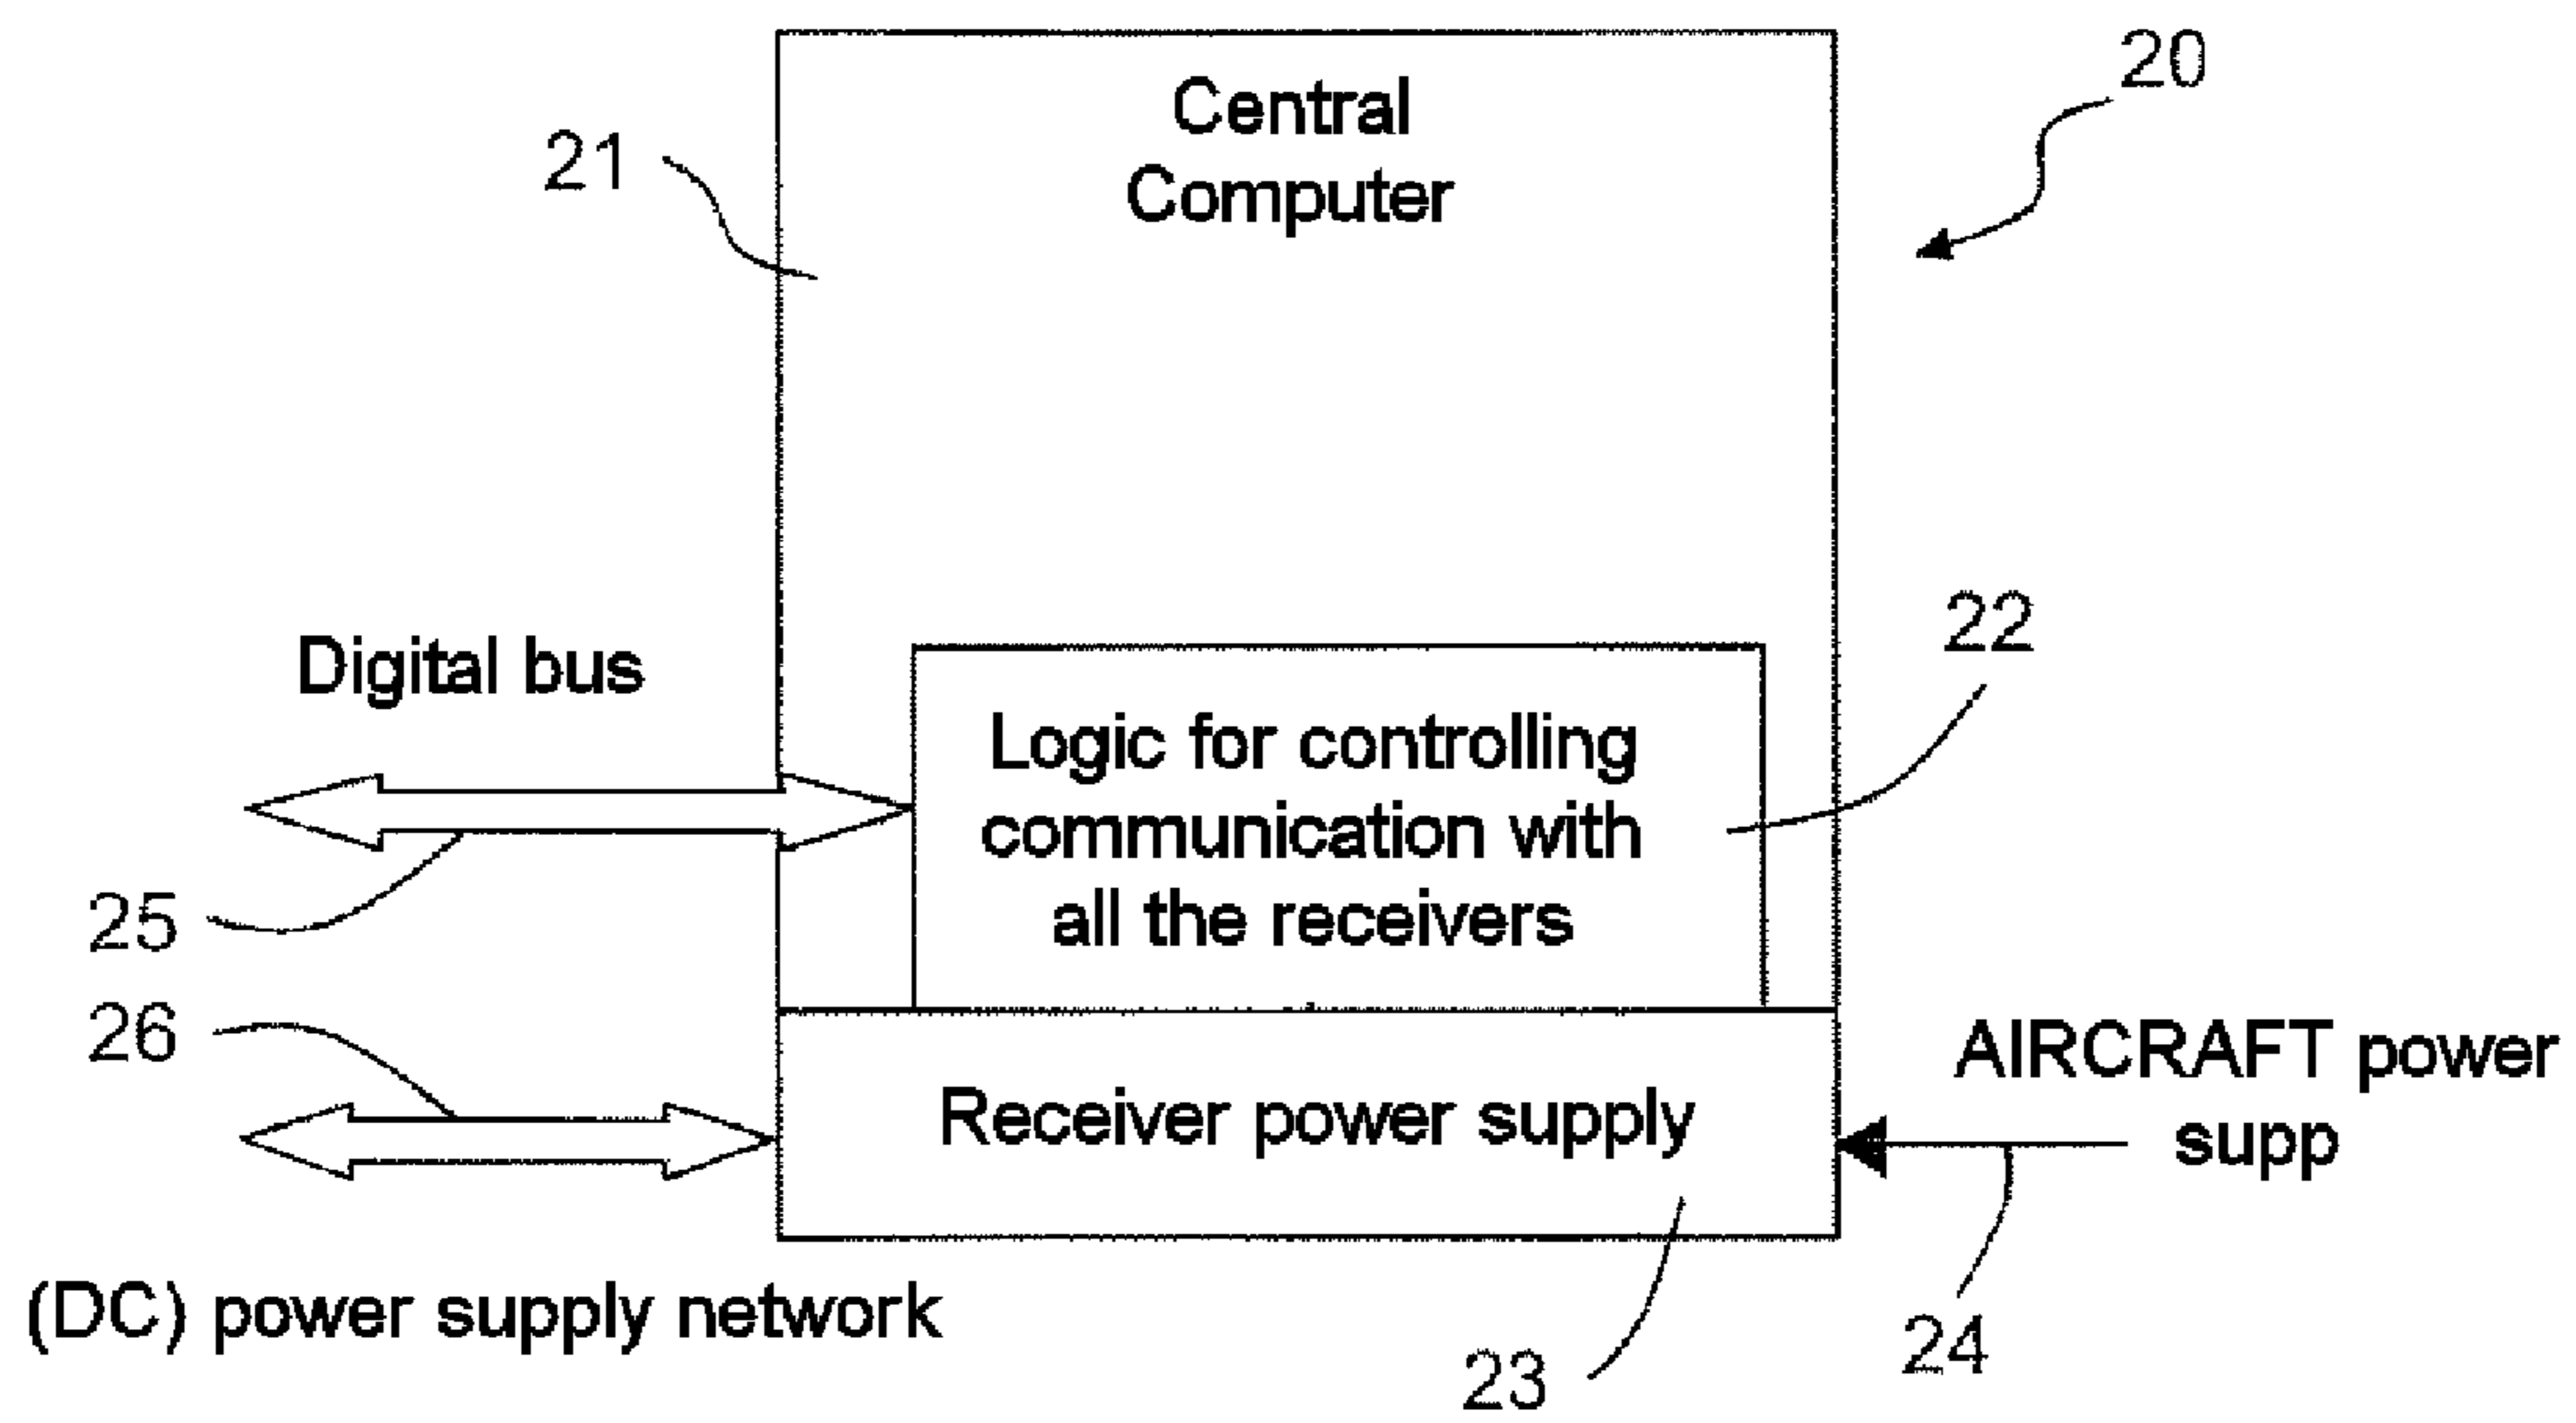 20
Central
Computer
21
22
Digital bus
Logic for controlling
communication with
all the receivers
25
26
AIRCRAFT power
supp
Receiver power supply
(DC) power supply network
24
23